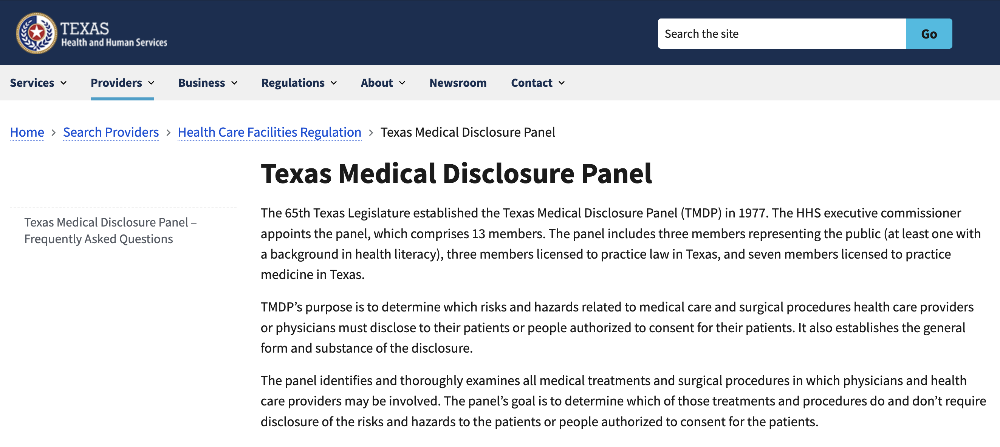 TEXAS
Health and Human Services
Search the site
Go
Services
Providers
Business
Regulations
About
Newsroom
Contact
Home > Search Providers > Health Care Facilities Regulation > Texas Medical Disclosure Panel
Texas Medical Disclosure Panel –
Frequently Asked Questions
Texas Medical Disclosure Panel
The 65th Texas Legislature established the Texas Medical Disclosure Panel (TMDP) in 1977. The HHS executive commissioner
appoints the panel, which comprises 13 members. The panel includes three members representing the public (at least one with
a background in health literacy), three members licensed to practice law in Texas, and seven members licensed to practice
medicine in Texas.
TMDP’s purpose is to determine which risks and hazards related to medical care and surgical procedures health care providers
or physicians must disclose to their patients or people authorized to consent for their patients. It also establishes the general
form and substance of the disclosure.
The panel identifies and thoroughly examines all medical treatments and surgical procedures in which physicians and health
care providers may be involved. The panel’s goal is to determine which of those treatments and procedures do and don’t require
disclosure of the risks and hazards to the patients or people authorized to consent for the patients.